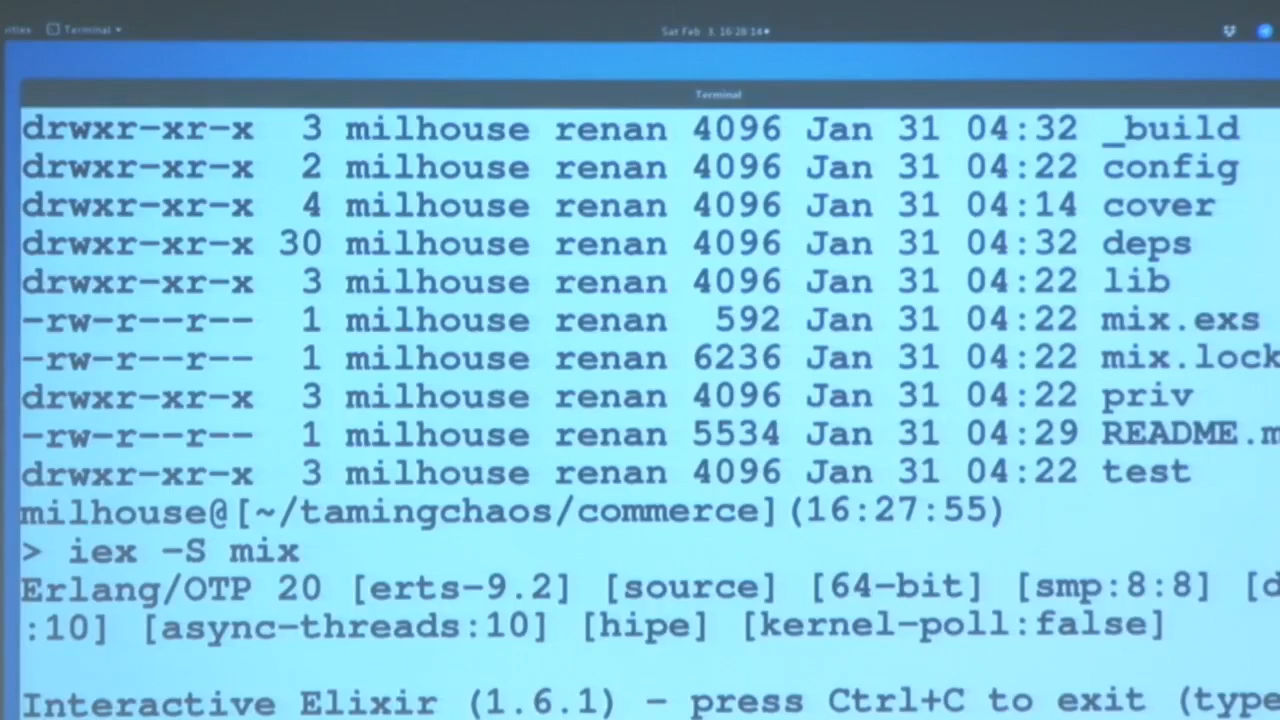 Terminal
Sat Feb 3, 16:28:14
Terminal
drwxr-xr-x 3 milhouse renan 4096 Jan 31 04:32 _build
drwxr-xr-x 2 milhouse renan 4096 Jan 31 04:22 config
drwxr-xr-x 4 milhouse renan 4096 Jan 31 04:14 cover
drwxr-xr-x 30 milhouse renan 4096 Jan 31 04:32 deps
drwxr-xr-x 3 milhouse renan 4096 Jan 31 04:22 lib
-rw-r--r-- 1 milhouse renan 592 Jan 31 04:22 mix.exs
-rw-r--r-- 1 milhouse renan 6236 Jan 31 04:22 mix.lock
drwxr-xr-x 3 milhouse renan 4096 Jan 31 04:22 priv
-rw-r--r-- 1 milhouse renan 5534 Jan 31 04:29 README.m
drwxr-xr-x 3 milhouse renan 4096 Jan 31 04:22 test
milhouse@[~/tamingchaos/commerce](16:27:55)
> iex -S mix
Erlang/OTP 20 [erts-9.2] [source] [64-bit] [smp:8:8] [d
:10] [async-threads:10] [hipe] [kernel-poll:false]
Interactive Elixir (1.6.1) - press Ctrl+C to exit (type